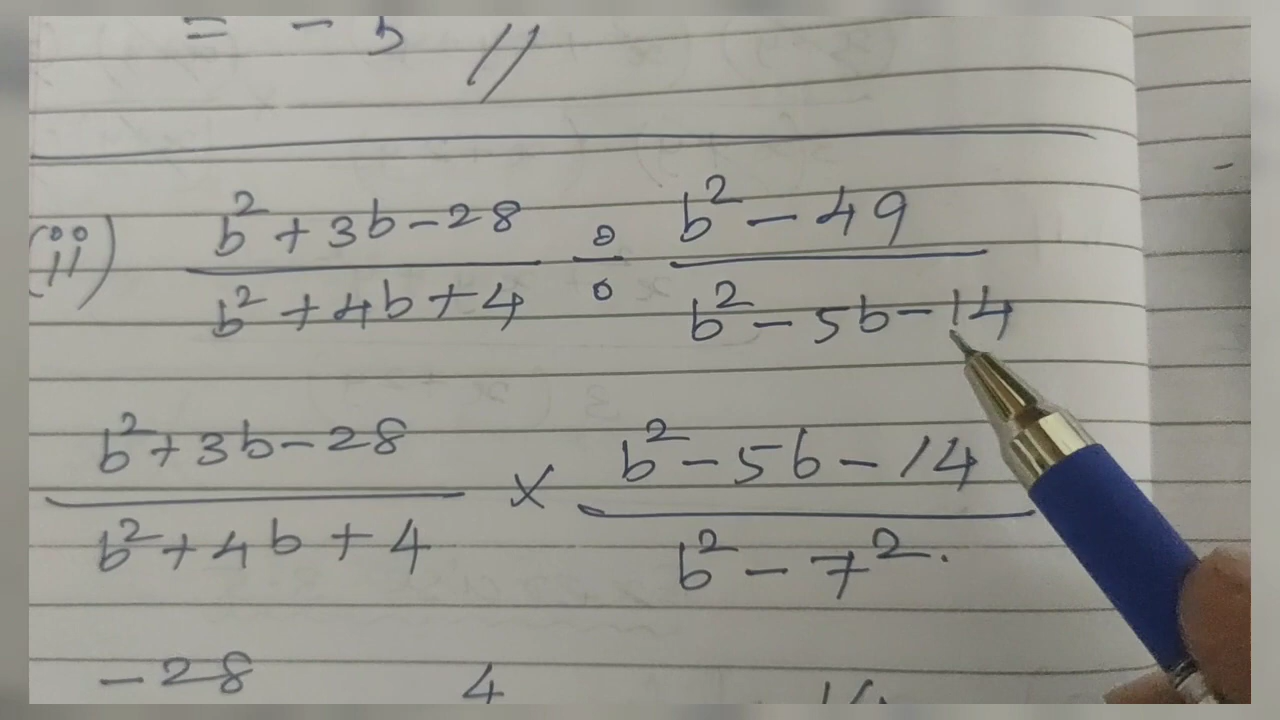 = - 5 //
(ii) b² + 3b - 28 ÷ b² - 49
b² + 4b + 4 b² - 5b - 14
b² + 3b - 28 × b² - 5b - 14
b² + 4b + 4 b² - 7².
- 28 4